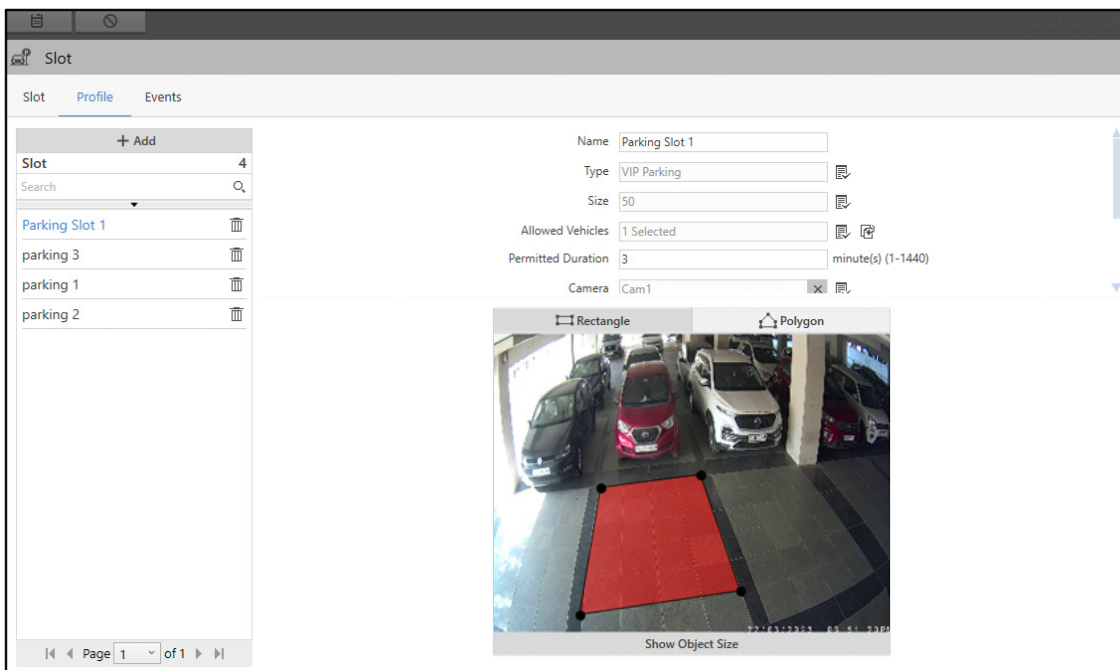 Slot
Slot Profile Events
+ Add
Slot 4
Search
Parking Slot 1
parking 3
parking 1
parking 2
Page 1 of 1
Name Parking Slot 1
Type VIP Parking
Size 50
Allowed Vehicles 1 Selected
Permitted Duration 3 minute(s) (1-1440)
Camera Cam1
Rectangle Polygon
Show Object Size